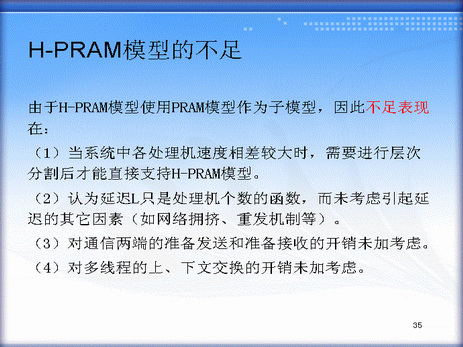 H-PRAM模型的不足
由于H-PRAM模型使用PRAM模型作为子模型，因此不足表现
在：
（1）当系统中各处理机速度相差较大时，需要进行层次
分割后才能直接支持H-PRAM模型。
（2）认为延迟L只是处理机个数的函数，而未考虑引起延
迟的其它因素（如网络拥挤、重发机制等）。
（3）对通信两端的准备发送和准备接收的开销未加考虑。
（4）对多线程的上、下文交换的开销未加考虑。
35